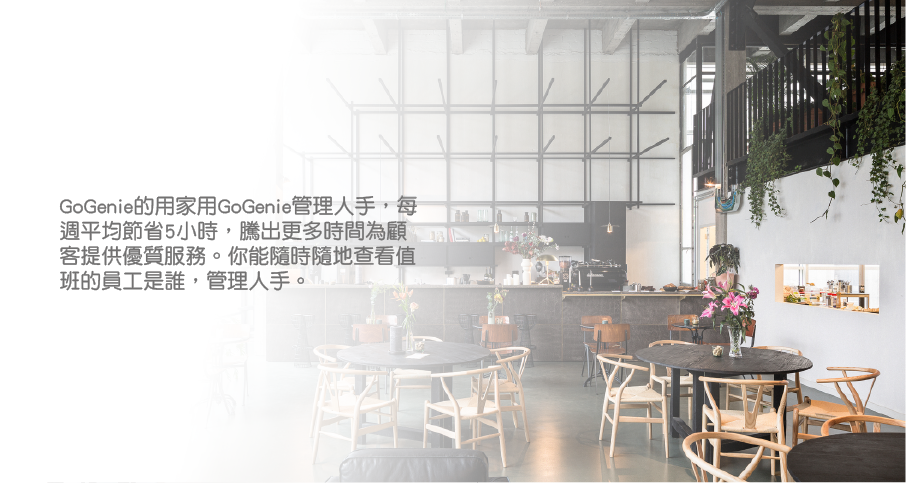 GoGenie的用家用GoGenie管理人手，每
週平均節省5小時，騰出更多時間為顧
客提供優質服務。你能隨時隨地查看值
班的員工是誰，管理人手。